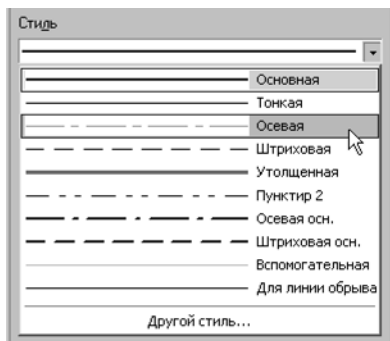 Стиль
Основная
Тонкая
Осевая
Штриховая
Утолщенная
Пунктир 2
Осевая осн.
Штриховая осн.
Вспомогательная
Для линии обрыва
Другой стиль...